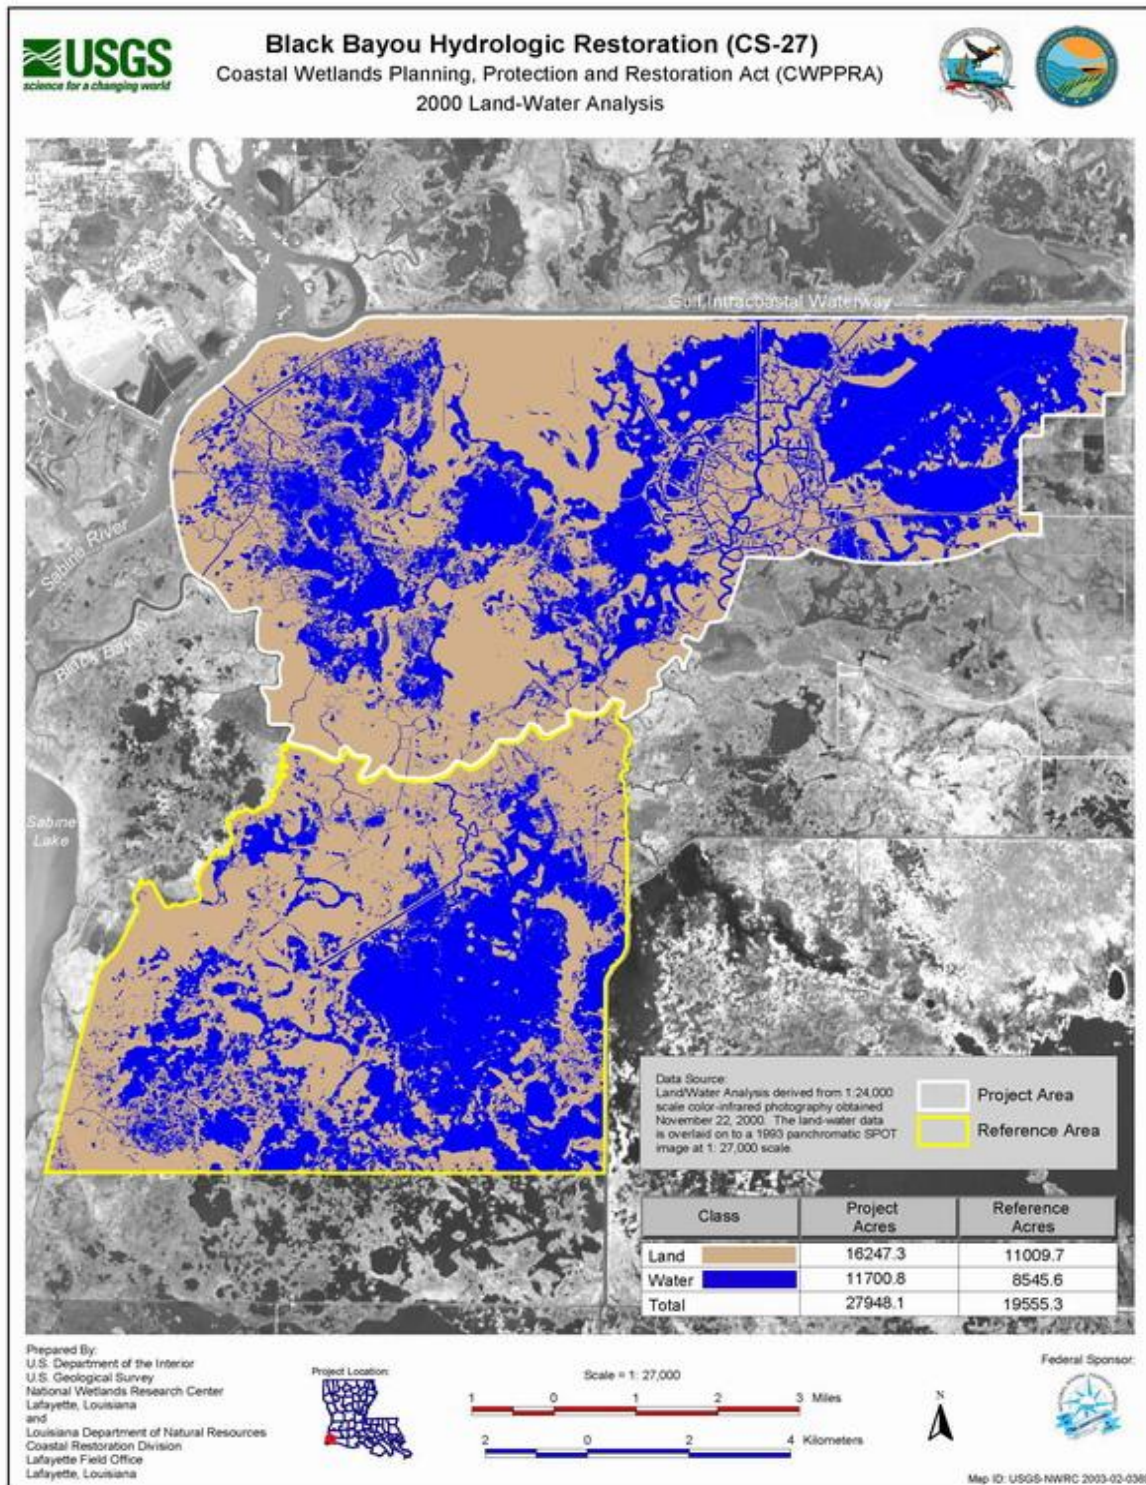 USGS
science for a changing world
Black Bayou Hydrologic Restoration (CS-27)
Coastal Wetlands Planning, Protection and Restoration Act (CWPPRA)
2000 Land-Water Analysis
Gulf Intracoastal Waterway
Sabine River
Black Bayou
Sabine
Lake
Data Source:
Land/Water Analysis derived from 1:24,000
scale color-infrared photography obtained
November 22, 2000. The land-water data
is overlaid on to a 1993 panchromatic SPOT
image at 1: 27,000 scale.
Project Area
Reference Area
Class Project Acres Reference Acres
Land 16247.3 11009.7
Water 11700.8 8545.6
Total 27948.1 19555.3
Prepared By:
U.S. Department of the Interior
U.S. Geological Survey
National Wetlands Research Center
Lafayette, Louisiana
and
Louisiana Department of Natural Resources
Coastal Restoration Division
Lafayette Field Office
Lafayette, Louisiana
Project Location:
Scale = 1: 27,000
1 0 1 2 3 Miles
2 0 2 4 Kilometers
N
Federal Sponsor:
Map ID: USGS-NWRC 2003-02-036